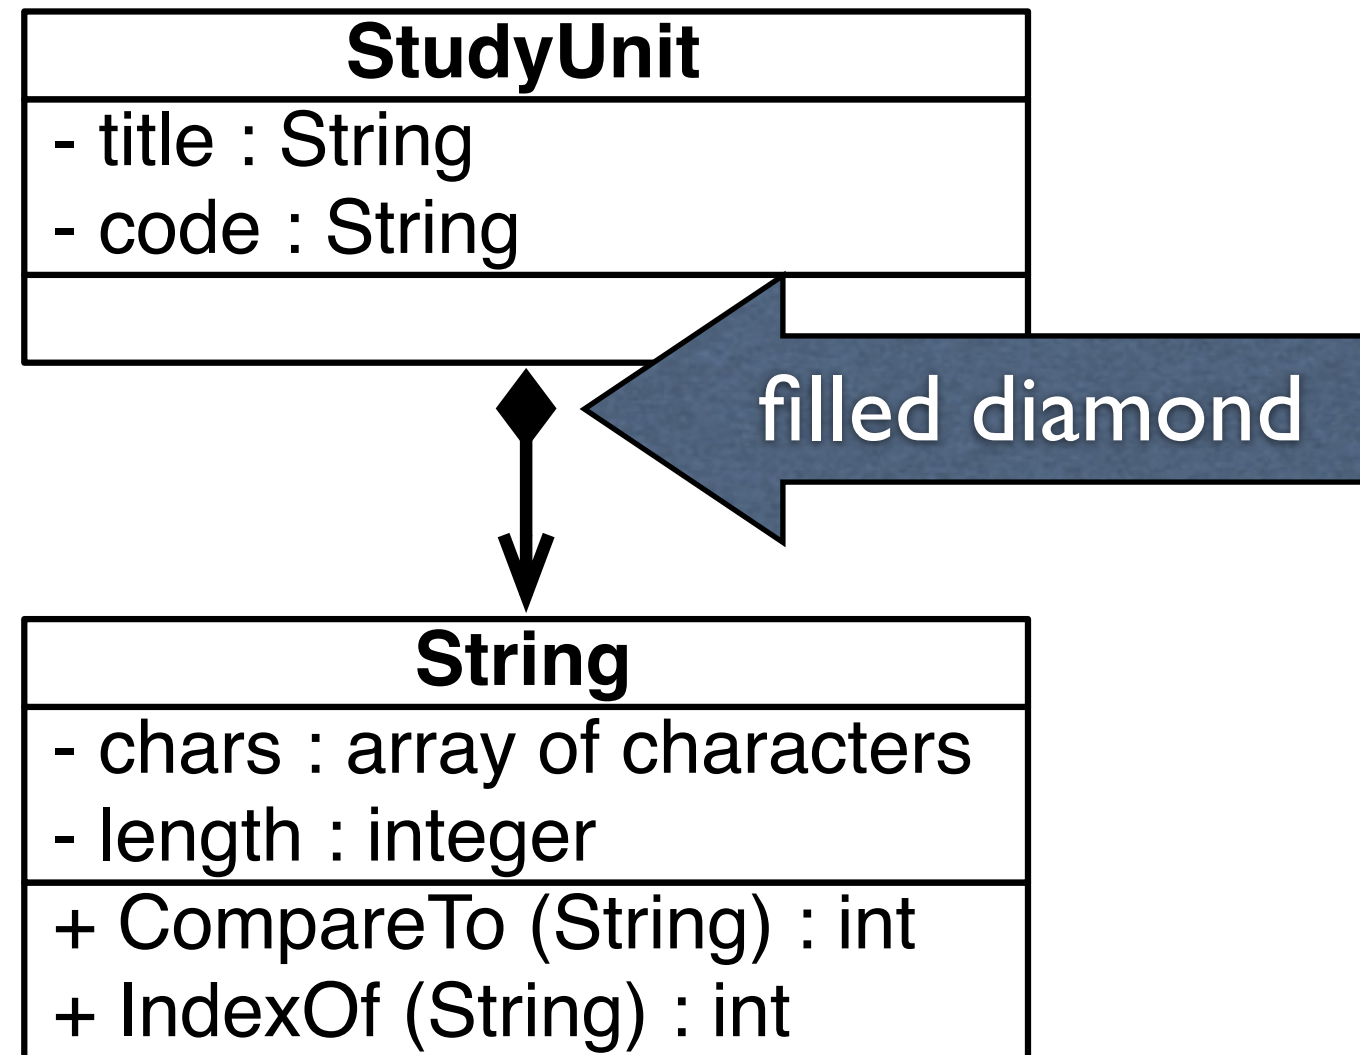 StudyUnit
- title : String
- code : String
filled diamond
String
- chars : array of characters
- length : integer
+ CompareTo (String) : int
+ IndexOf (String) : int